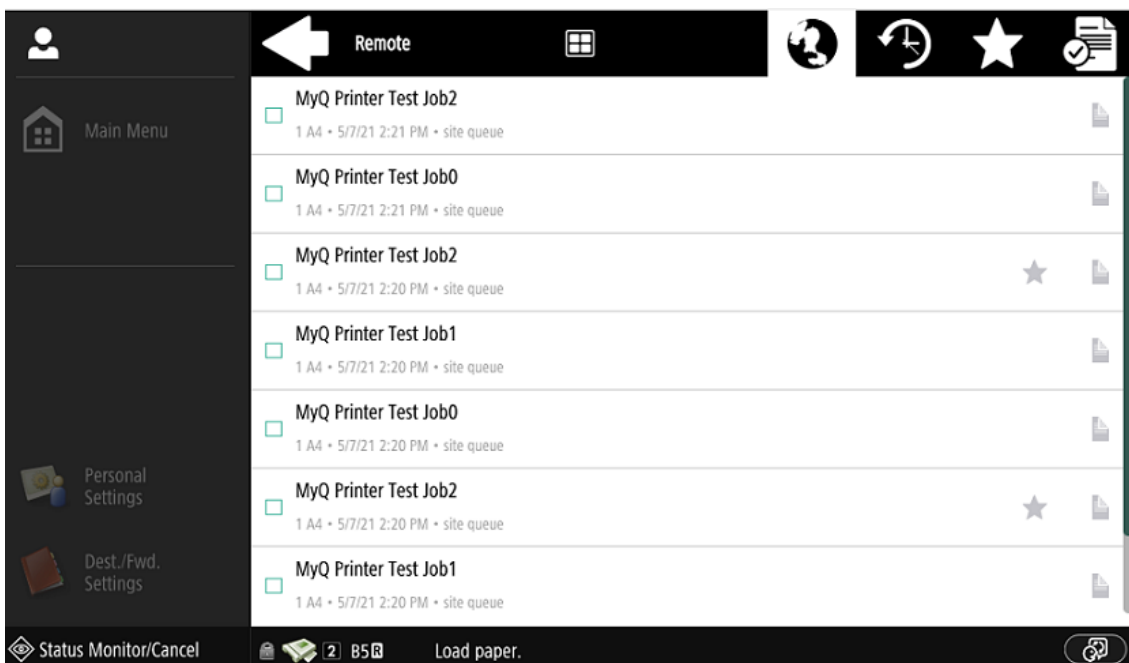 Remote
Main Menu
Personal
Settings
Dest./Fwd.
Settings
MyQ Printer Test Job2
1 A4 • 5/7/21 2:21 PM • site queue
MyQ Printer Test Job0
1 A4 • 5/7/21 2:21 PM • site queue
MyQ Printer Test Job2
1 A4 • 5/7/21 2:20 PM • site queue
MyQ Printer Test Job1
1 A4 • 5/7/21 2:20 PM • site queue
MyQ Printer Test Job0
1 A4 • 5/7/21 2:20 PM • site queue
MyQ Printer Test Job2
1 A4 • 5/7/21 2:20 PM • site queue
MyQ Printer Test Job1
1 A4 • 5/7/21 2:20 PM • site queue
Status Monitor/Cancel 2 B5R Load paper.